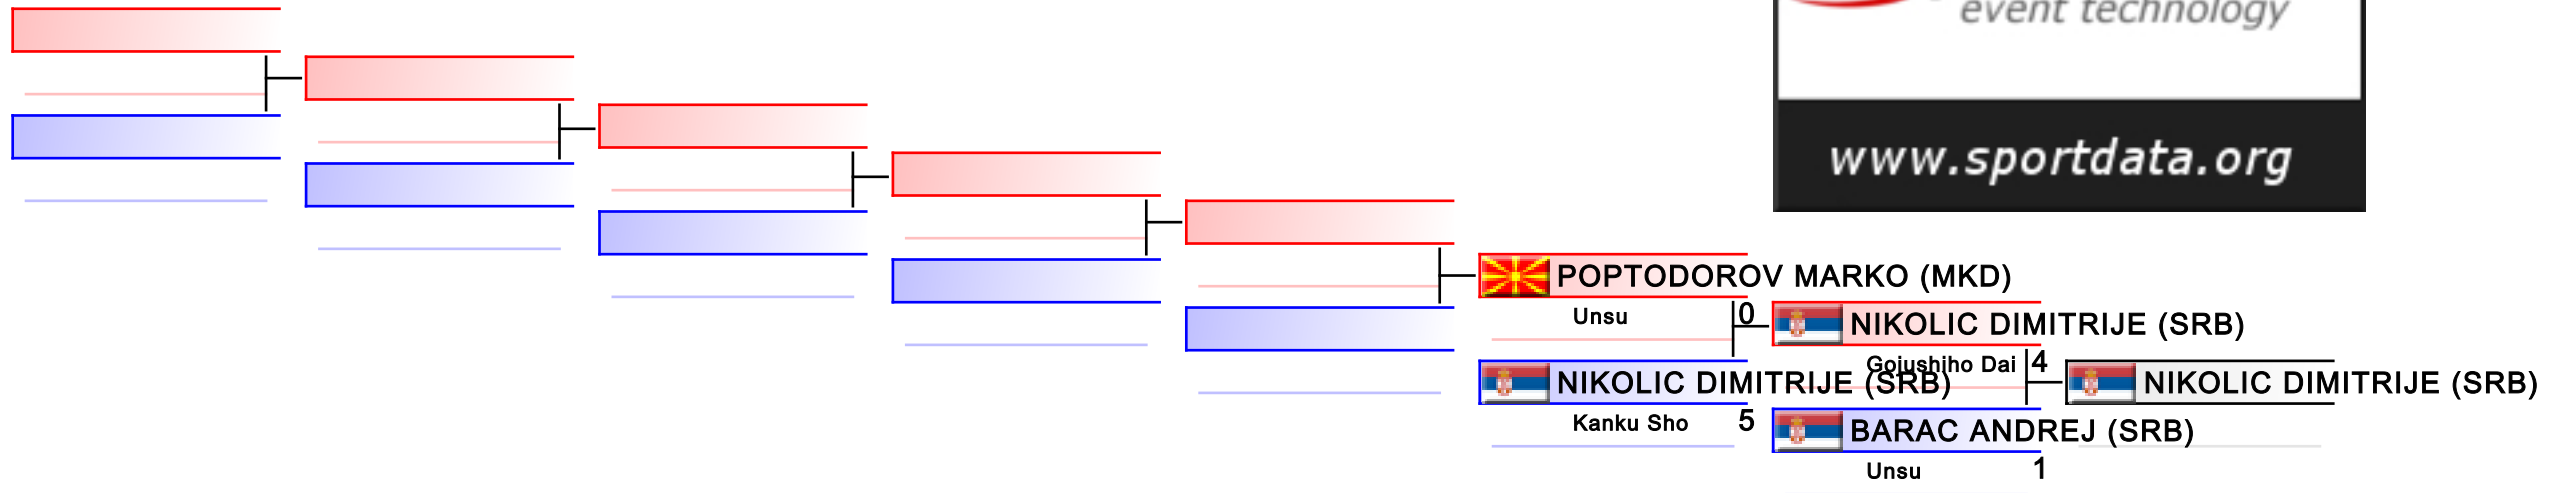 event technology
www.sportdata.org
POPTODOROV MARKO (MKD)
Unsu
0
NIKOLIC DIMITRIJE (SRB)
Gojushiho Dai
4
NIKOLIC DIMITRIJE (SRB)
NIKOLIC DIMITRIJE (SRB)
Kanku Sho
5
BARAC ANDREJ (SRB)
Unsu
1